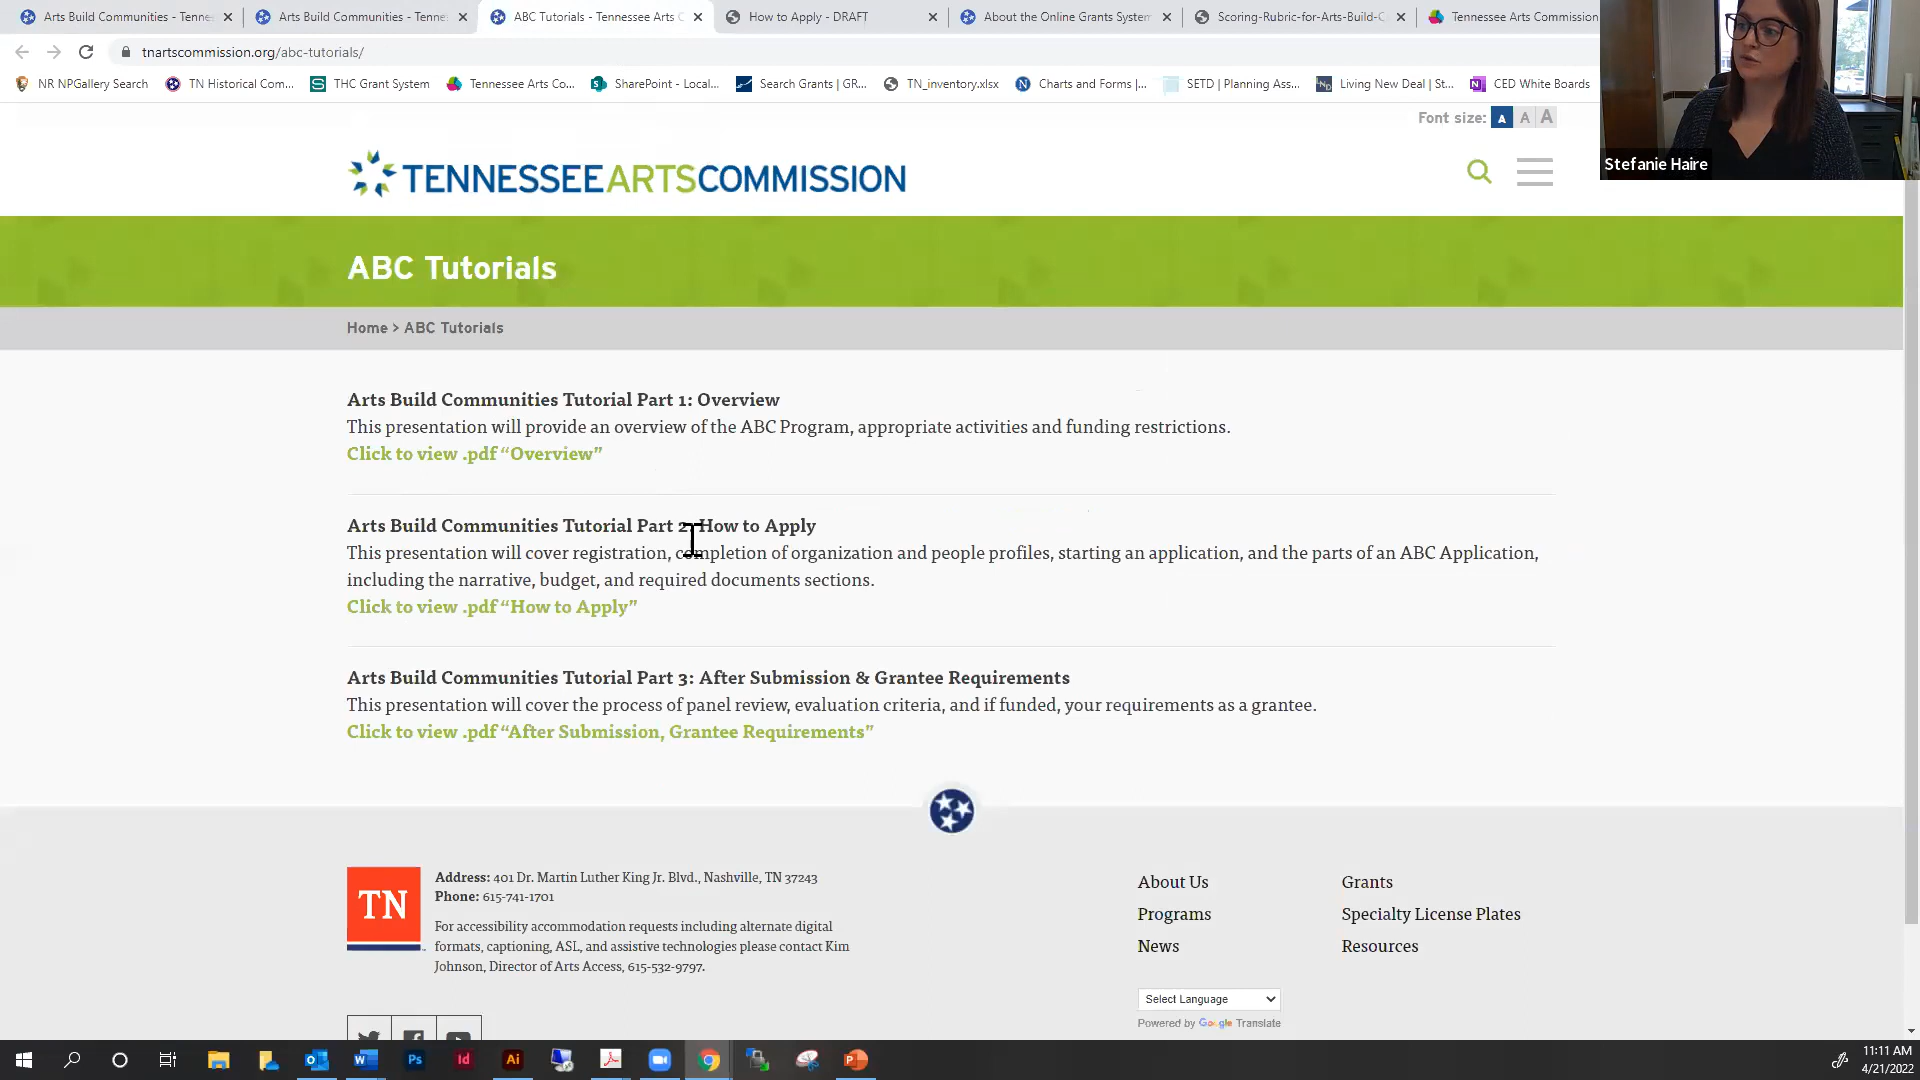 Arts Build Communities - Tennes
Arts Build Communities - Tennes
ABC Tutorials - Tennessee Arts C
How to Apply - DRAFT
About the Online Grants System
Scoring-Rubric-for-Arts-Build-C
Tennessee Arts Commission
tnartscommission.org/abc-tutorials/
NR NPGallery Search
TN Historical Com...
THC Grant System
Tennessee Arts Co...
SharePoint - Local...
Search Grants | GR...
TN_inventory.xlsx
Charts and Forms |...
SETD | Planning Ass...
Living New Deal | St...
CED White Boards
Stefanie Haire
Font size: A A A
TENNESSEEARTSCOMMISSION
ABC Tutorials
Home > ABC Tutorials
Arts Build Communities Tutorial Part 1: Overview
This presentation will provide an overview of the ABC Program, appropriate activities and funding restrictions.
Click to view .pdf “Overview”
Arts Build Communities Tutorial Part 2: How to Apply
This presentation will cover registration, completion of organization and people profiles, starting an application, and the parts of an ABC Application,
including the narrative, budget, and required documents sections.
Click to view .pdf “How to Apply”
Arts Build Communities Tutorial Part 3: After Submission & Grantee Requirements
This presentation will cover the process of panel review, evaluation criteria, and if funded, your requirements as a grantee.
Click to view .pdf “After Submission, Grantee Requirements”
TN
Address: 401 Dr. Martin Luther King Jr. Blvd., Nashville, TN 37243
Phone: 615-741-1701
For accessibility accommodation requests including alternate digital
formats, captioning, ASL, and assistive technologies please contact Kim
Johnson, Director of Arts Access, 615-532-9797.
About Us
Programs
News
Grants
Specialty License Plates
Resources
Select Language
Powered by Google Translate
Ps
Id
Ai
11:11 AM
4/21/2022